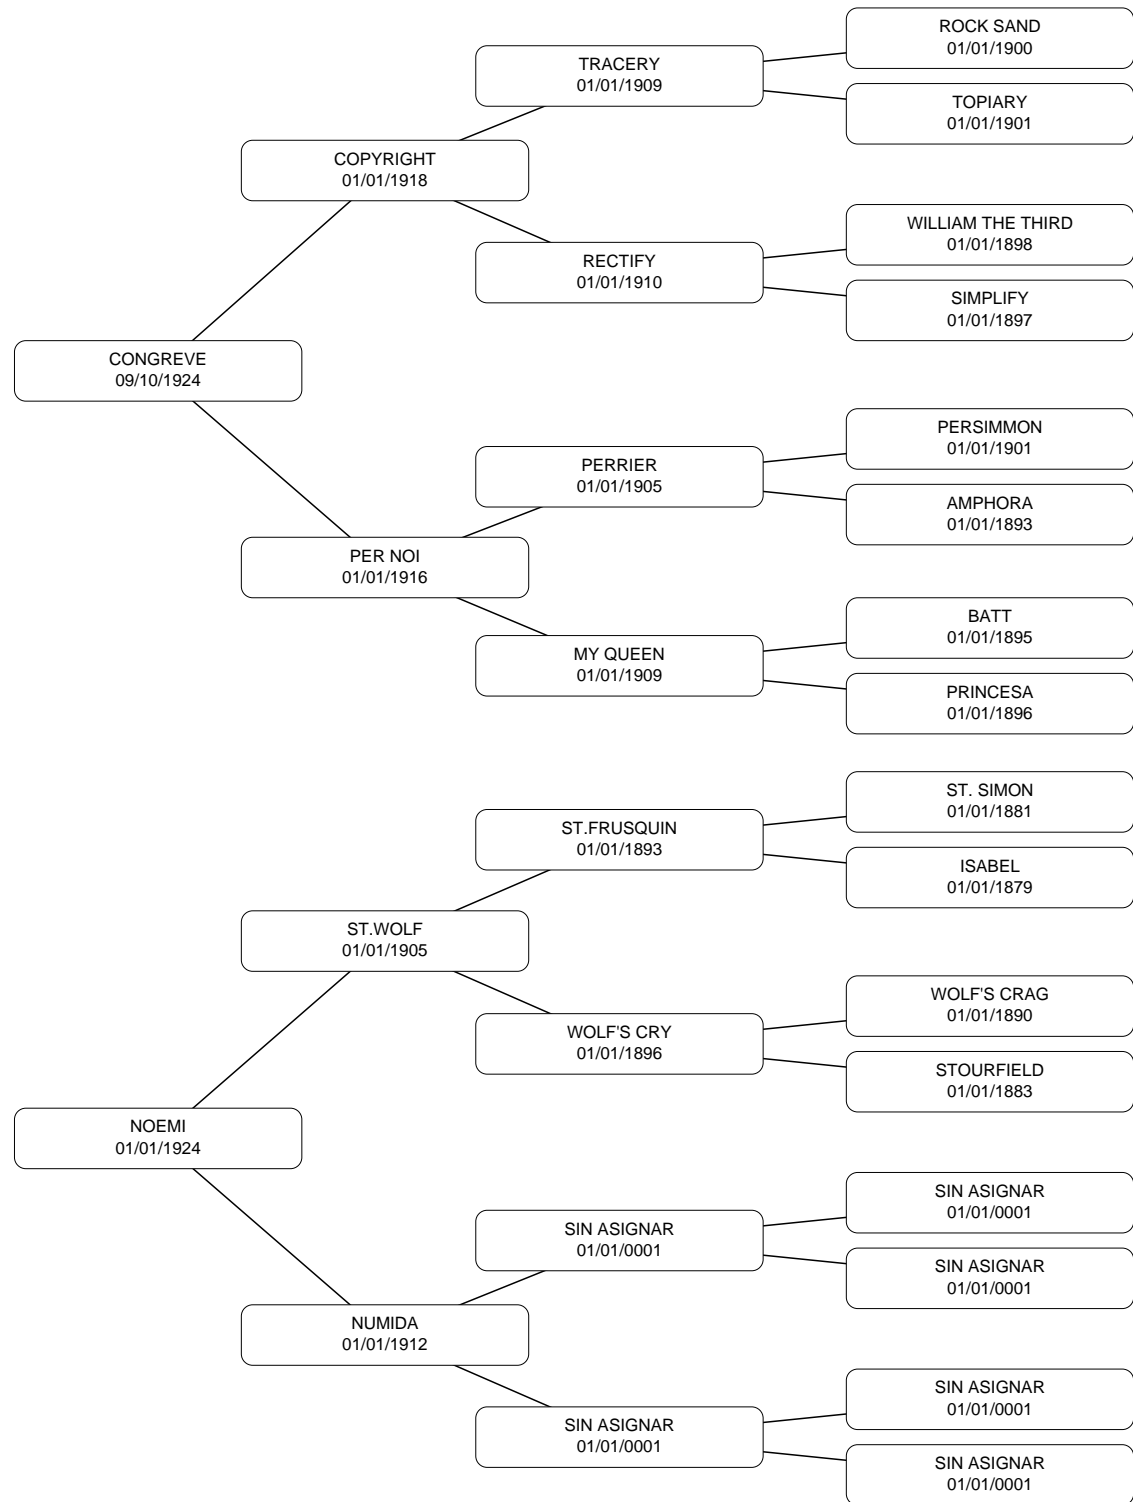 ROCK SAND
01/01/1900
TRACERY
01/01/1909
TOPIARY
01/01/1901
COPYRIGHT
01/01/1918
WILLIAM THE THIRD
01/01/1898
RECTIFY
01/01/1910
SIMPLIFY
01/01/1897
CONGREVE
09/10/1924
PERSIMMON
01/01/1901
PERRIER
01/01/1905
AMPHORA
01/01/1893
PER NOI
01/01/1916
BATT
01/01/1895
MY QUEEN
01/01/1909
PRINCESA
01/01/1896
ST. SIMON
01/01/1881
ST.FRUSQUIN
01/01/1893
ISABEL
01/01/1879
ST.WOLF
01/01/1905
WOLF'S CRAG
01/01/1890
WOLF'S CRY
01/01/1896
STOURFIELD
01/01/1883
NOEMI
01/01/1924
SIN ASIGNAR
01/01/0001
SIN ASIGNAR
01/01/0001
SIN ASIGNAR
01/01/0001
NUMIDA
01/01/1912
SIN ASIGNAR
01/01/0001
SIN ASIGNAR
01/01/0001
SIN ASIGNAR
01/01/0001